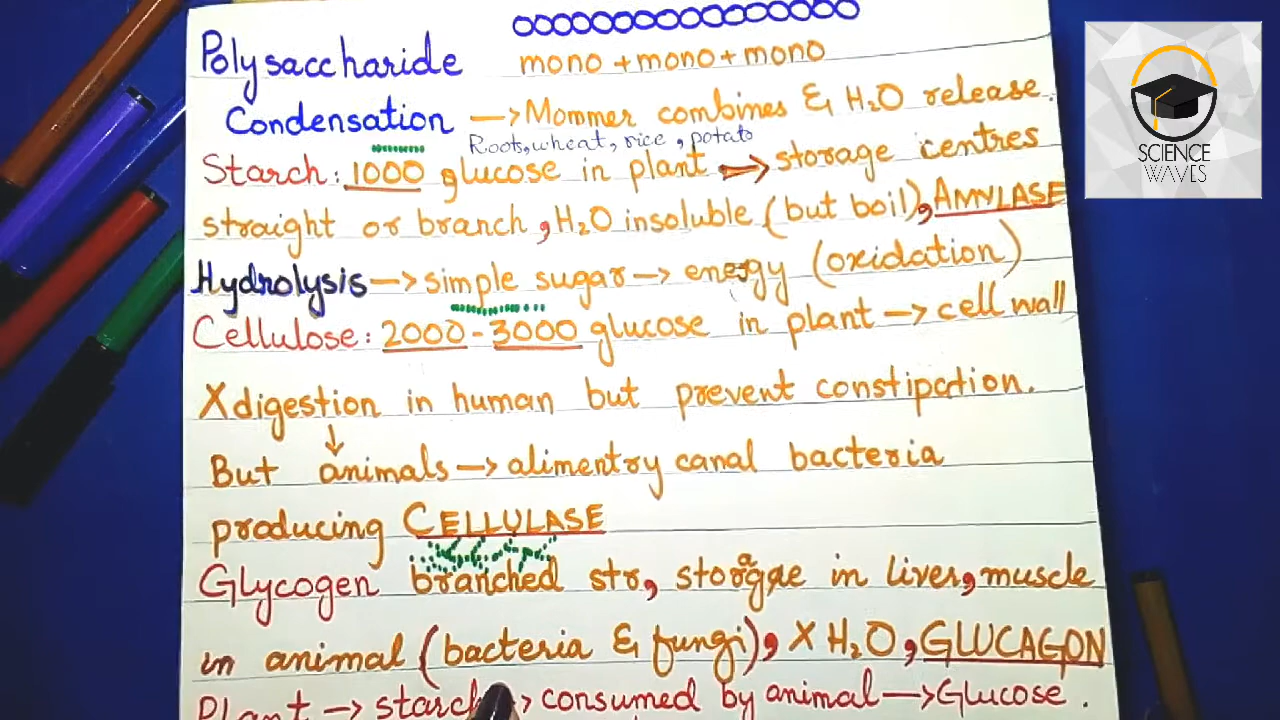 Polysaccharide mono + mono + mono
Condensation → Mommer combines & H₂O release.
Roots, wheat, rice, potato
Starch: 1000 glucose in plant → storage centres
straight or branch, H₂O insoluble (but boil), AMYLASE
Hydrolysis → simple sugar → energy (oxidation)
Cellulose: 2000 - 3000 glucose in plant → cell wall
X digestion in human but prevent constipation.
↓
But animals → alimentry canal bacteria
producing CELLULASE
Glycogen branched str, storage in liver, muscle
in animal (bacteria & fungi), X H₂O, GLUCAGON
Plant → starch → consumed by animal → Glucose.
SCIENCE
WAVES